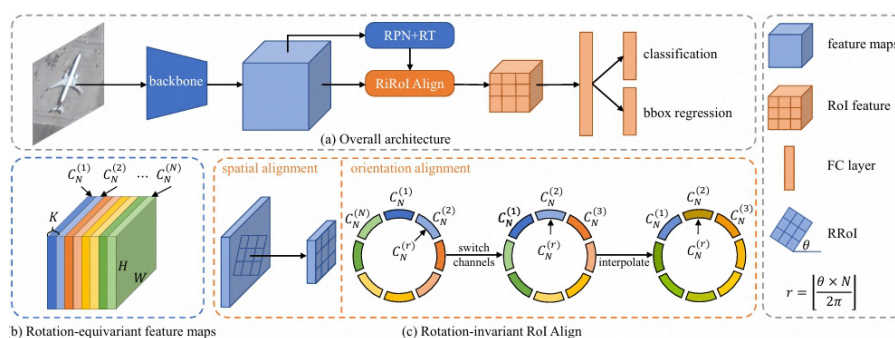 RPN+RT
feature maps
backbone
RiRoI Align
classification
bbox regression
RoI feature
(a) Overall architecture
FC layer
RRoI
θ
r = ⌊θ × N / 2π⌋
C_N^{(1)} C_N^{(2)} ... C_N^{(N)}
K
H
W
b) Rotation-equivariant feature maps
spatial alignment
orientation alignment
C_N^{(1)}
C_N^{(N)}
C_N^{(2)}
C_N^{(r)}
switch
channels
C_N^{(2)}
C_N^{(1)}
C_N^{(3)}
C_N^{(r)}
interpolate
C_N^{(2)}
C_N^{(1)}
C_N^{(3)}
C_N^{(r)}
(c) Rotation-invariant RoI Align